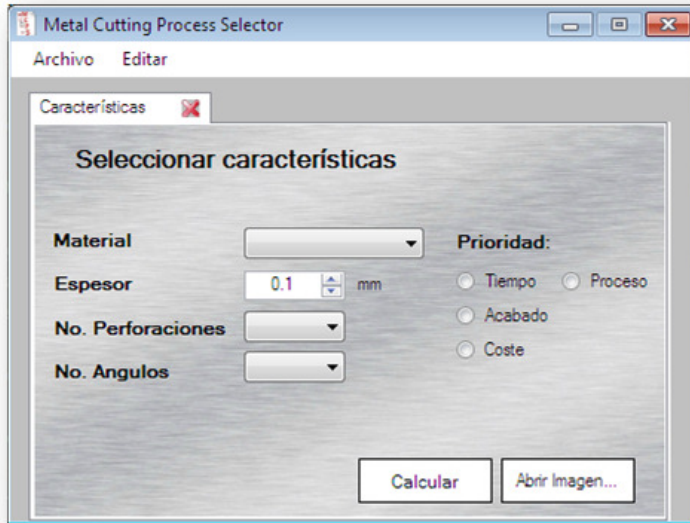 Metal Cutting Process Selector
Archivo Editar
Características
Seleccionar características
Material
Prioridad:
Espesor 0.1 mm
Tiempo Proceso
No. Perforaciones
Acabado
No. Angulos
Coste
Calcular Abrir Imagen...